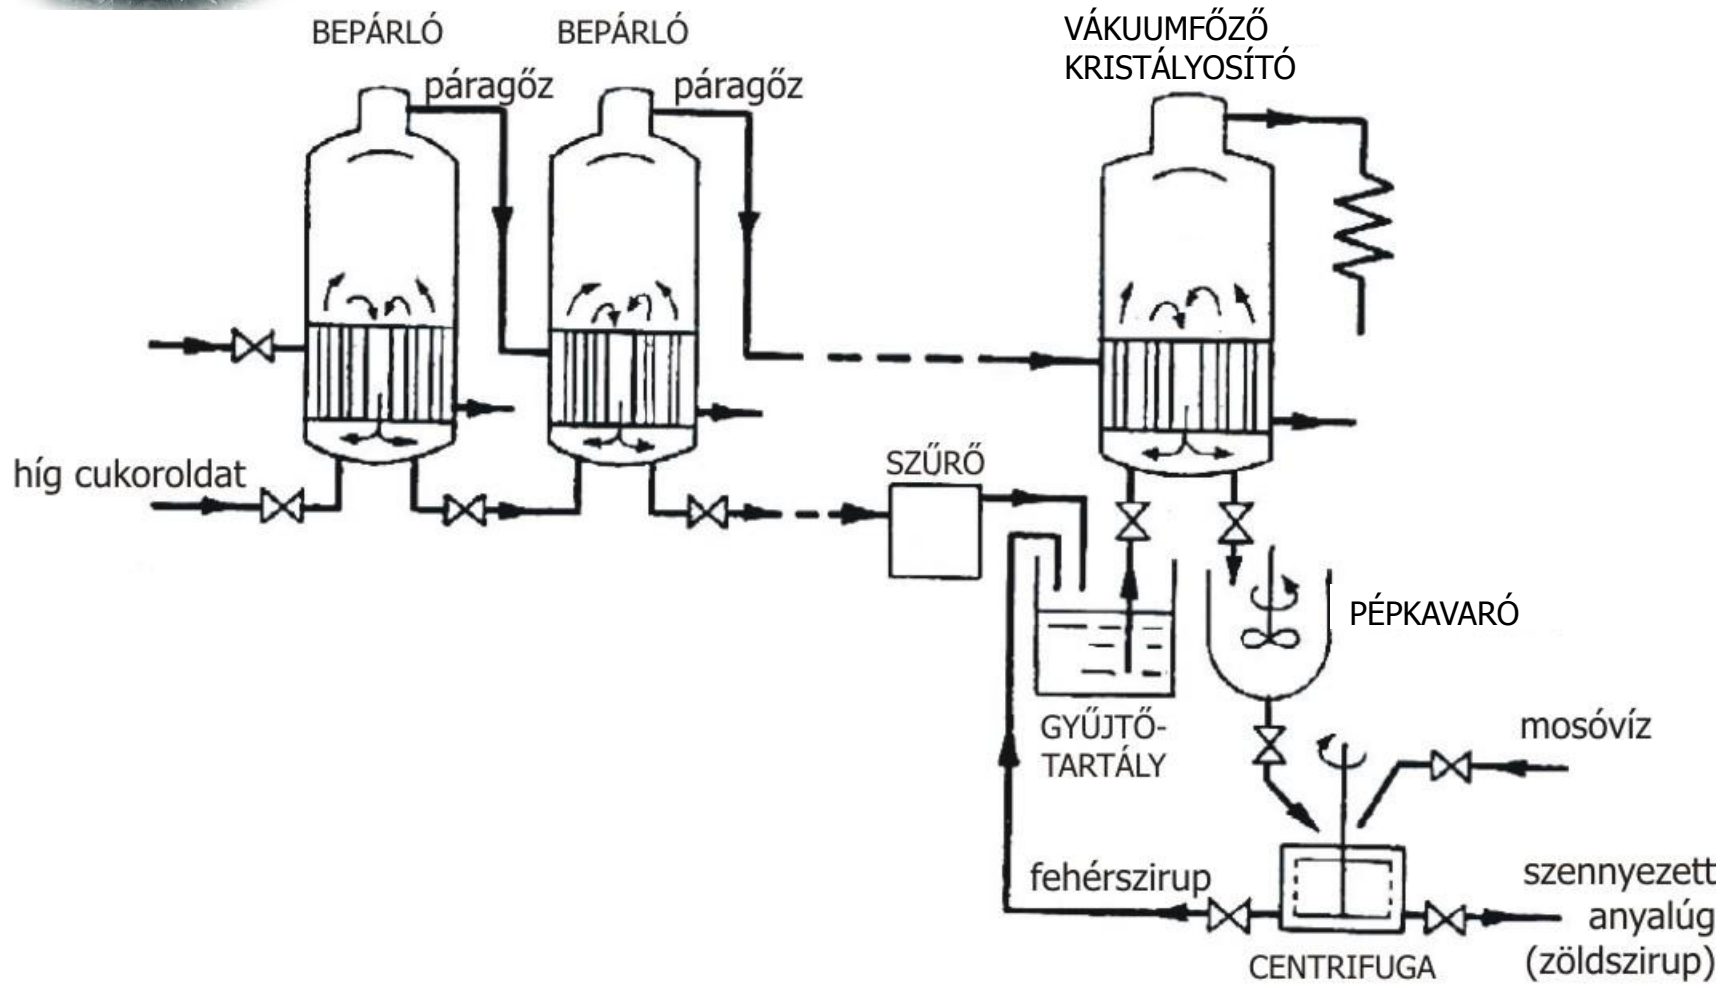 BEPÁRLÓ
BEPÁRLÓ
VÁKUUMFŐZŐ
KRISTÁLYOSÍTÓ
páragőz
páragőz
híg cukoroldat
SZŰRŐ
PÉPKAVARÓ
GYŰJTŐ-
TARTÁLY
mosóvíz
fehérszirup
szennyezett
anyalúg
(zöldszirup)
CENTRIFUGA